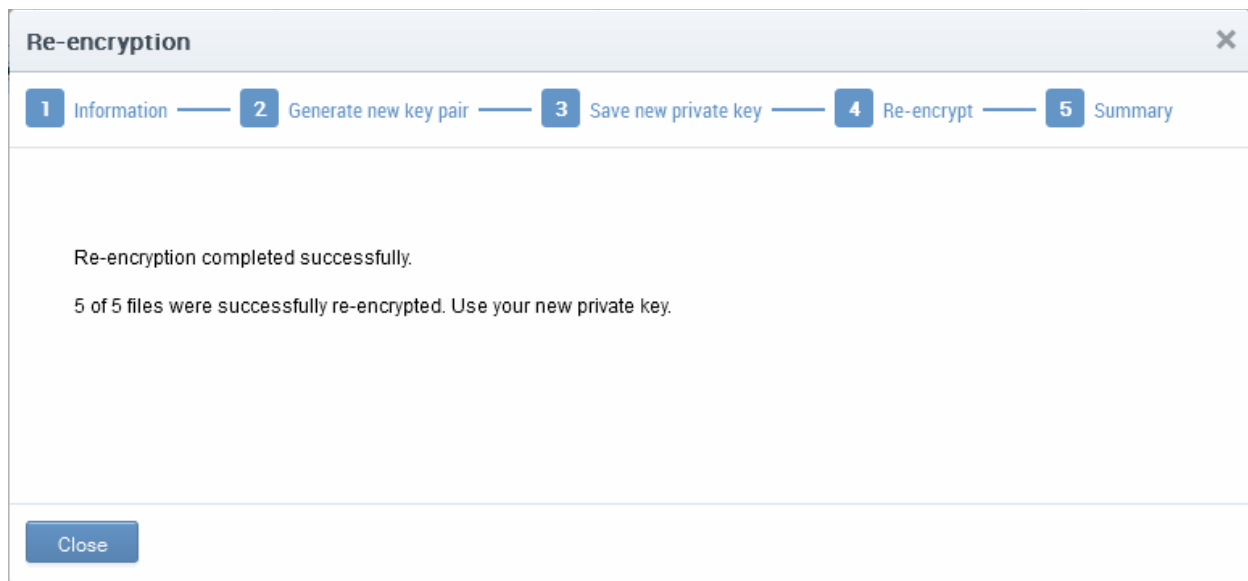 Re-encryption
1 Information 2 Generate new key pair 3 Save new private key 4 Re-encrypt 5 Summary
Re-encryption completed successfully.
5 of 5 files were successfully re-encrypted. Use your new private key.
Close